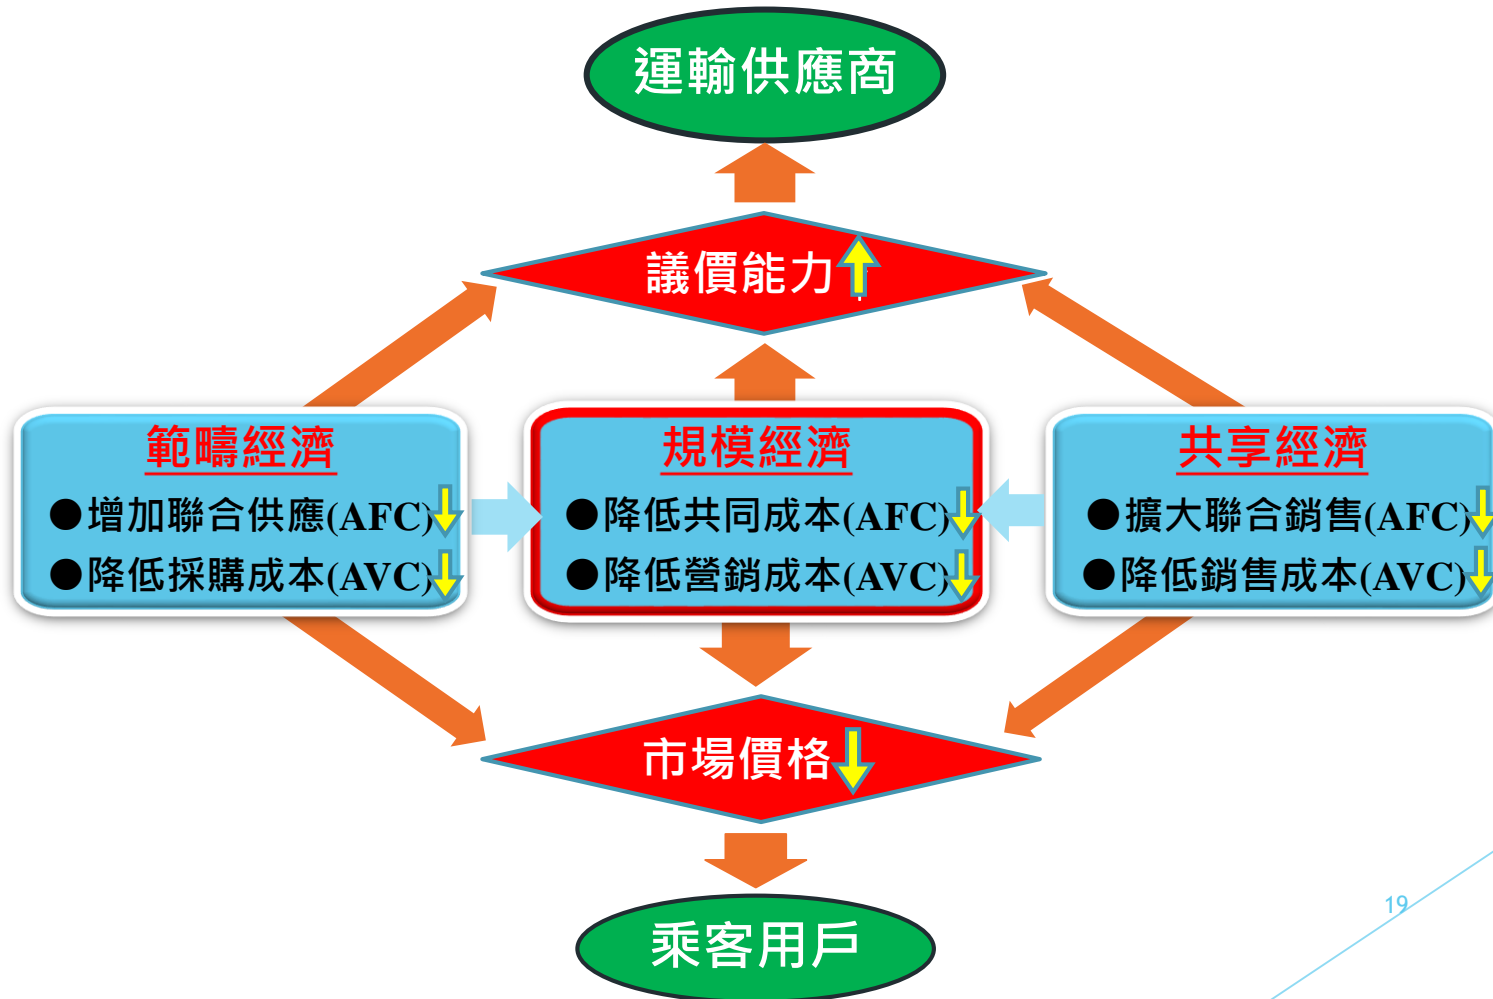 運輸供應商
議價能力
範疇經濟
●增加聯合供應(AFC)
●降低採購成本(AVC)
規模經濟
●降低共同成本(AFC)
●降低營銷成本(AVC)
共享經濟
●擴大聯合銷售(AFC)
●降低銷售成本(AVC)
市場價格
乘客用戶
19